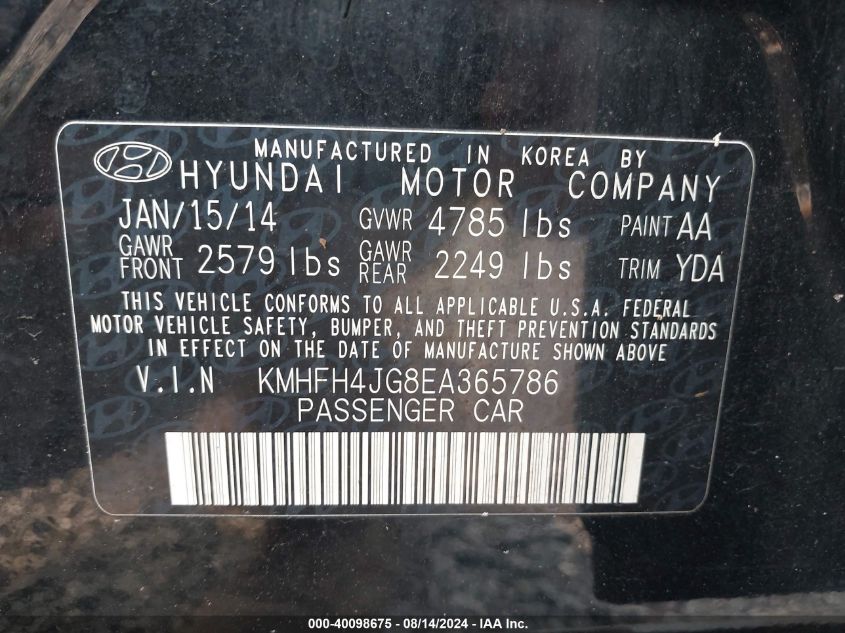 MANUFACTURED IN KOREA BY
HYUNDAI MOTOR COMPANY
JAN/15/14 GVWR 4785 lbs PAINT AA
GAWR FRONT 2579 lbs GAWR REAR 2249 lbs TRIM YDA
THIS VEHICLE CONFORMS TO ALL APPLICABLE U.S.A. FEDERAL
MOTOR VEHICLE SAFETY, BUMPER, AND THEFT PREVENTION STANDARDS
IN EFFECT ON THE DATE OF MANUFACTURE SHOWN ABOVE
V.I.N KMHFH4JG8EA365786
PASSENGER CAR
000-40098675 - 08/14/2024 - IAA Inc.